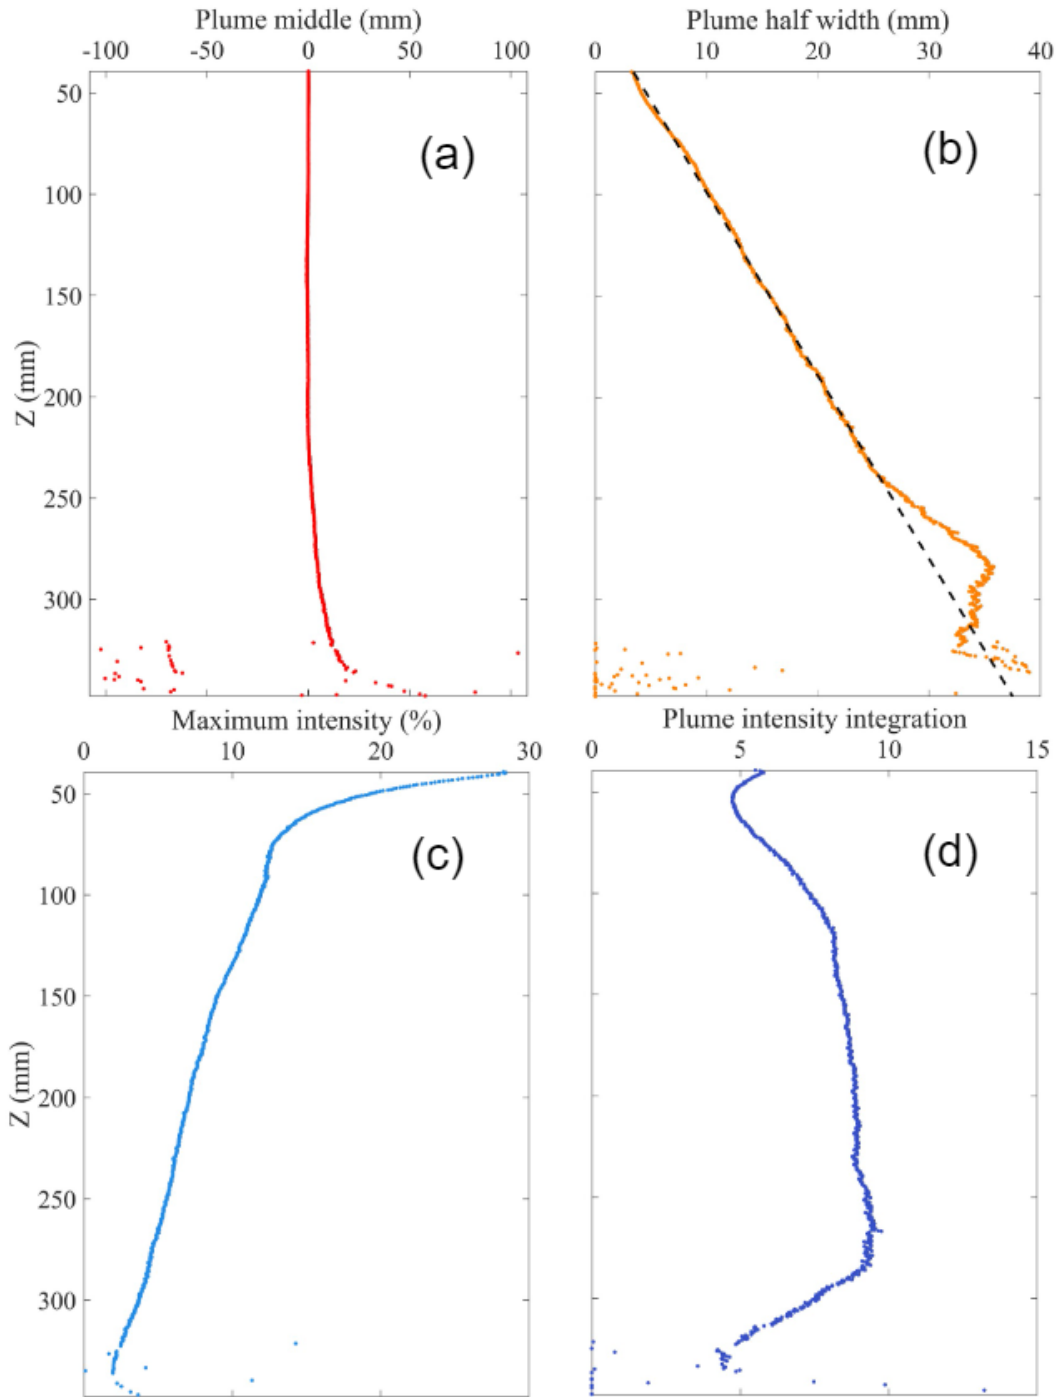 Plume middle (mm)
Plume half width (mm)
-100 -50 0 50 100
0 10 20 30 40
50
100
150
200
250
300
Z (mm)
(a)
(b)
Maximum intensity (%)
Plume intensity integration
0 10 20 30
0 5 10 15
50
100
150
200
250
300
Z (mm)
(c)
(d)